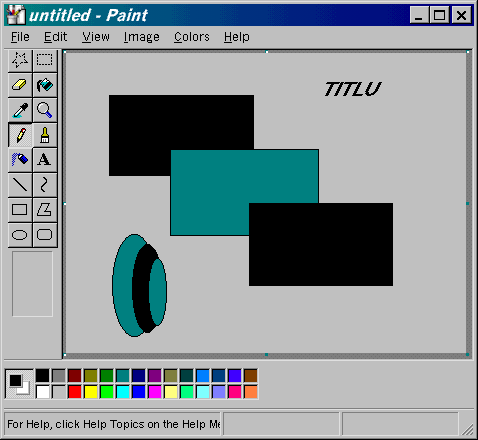 untitled - Paint
File Edit View Image Colors Help
TITLU
A
For Help, click Help Topics on the Help Me